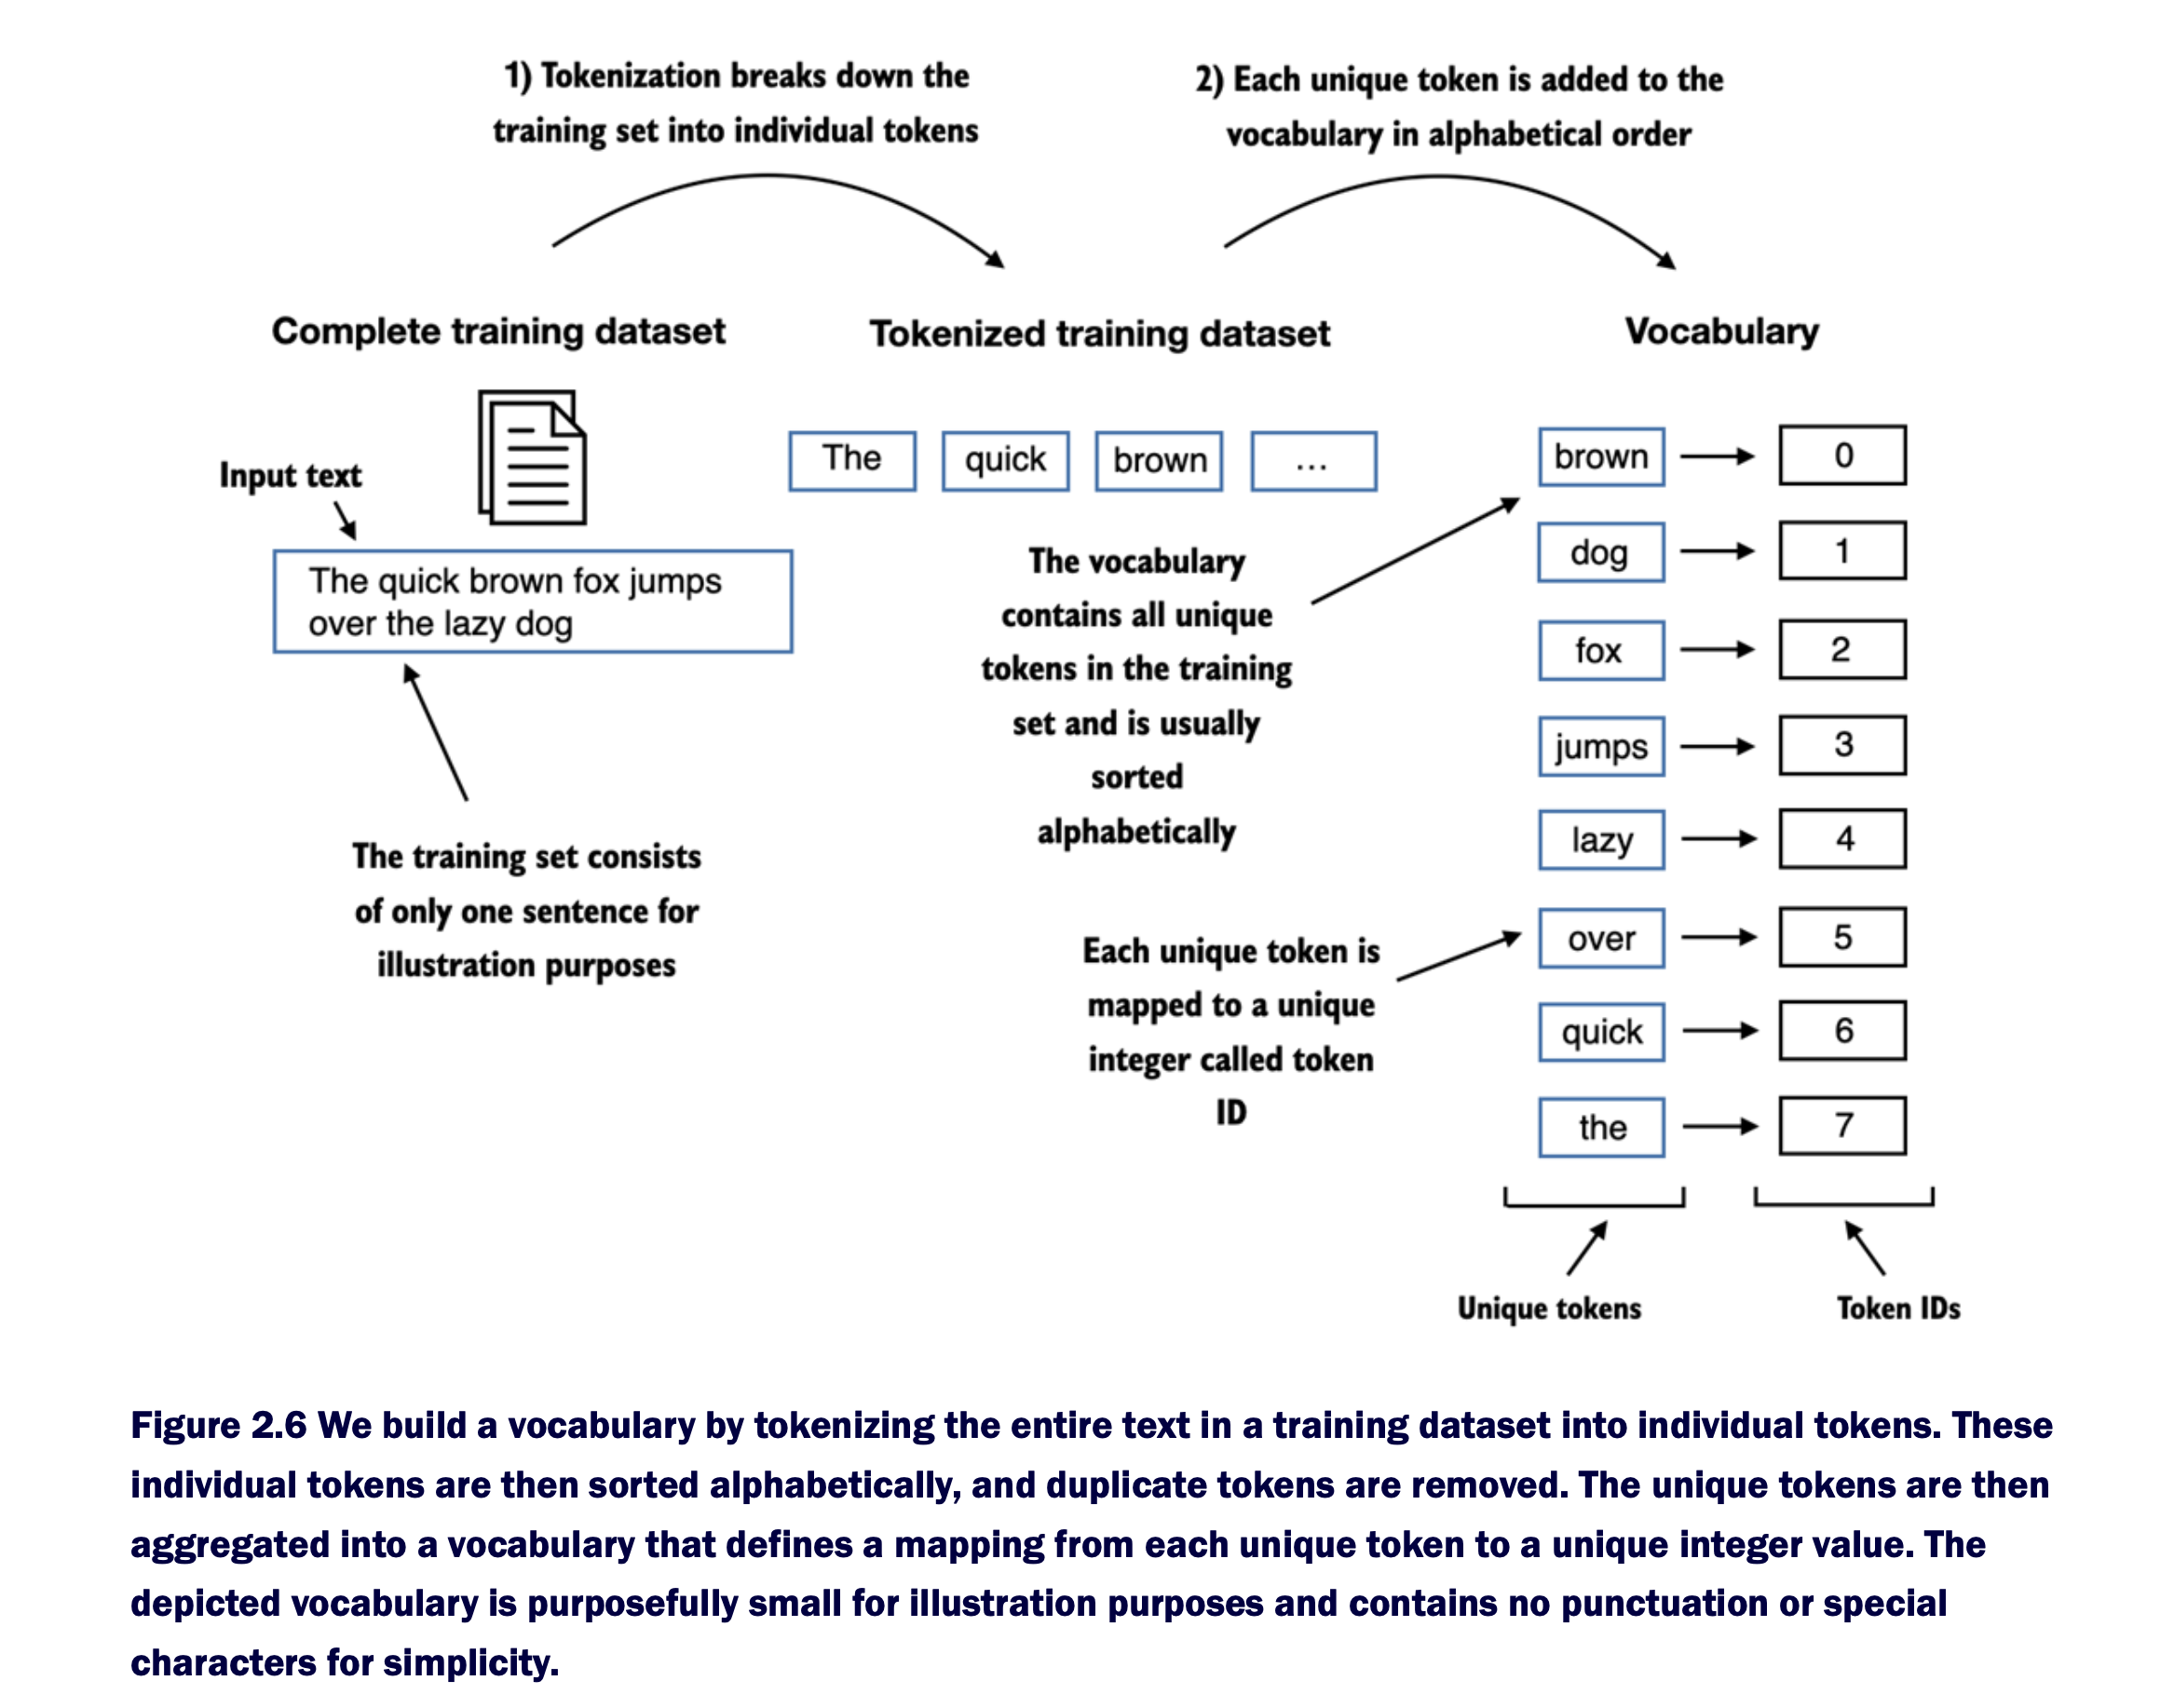 1) Tokenization breaks down the
training set into individual tokens
2) Each unique token is added to the
vocabulary in alphabetical order
Complete training dataset
Tokenized training dataset
Vocabulary
Input text
The quick brown fox jumps
over the lazy dog
The training set consists
of only one sentence for
illustration purposes
The
quick
brown
...
The vocabulary
contains all unique
tokens in the training
set and is usually
sorted
alphabetically
Each unique token is
mapped to a unique
integer called token
ID
brown 0
dog 1
fox 2
jumps 3
lazy 4
over 5
quick 6
the 7
Unique tokens
Token IDs
Figure 2.6 We build a vocabulary by tokenizing the entire text in a training dataset into individual tokens. These
individual tokens are then sorted alphabetically, and duplicate tokens are removed. The unique tokens are then
aggregated into a vocabulary that defines a mapping from each unique token to a unique integer value. The
depicted vocabulary is purposefully small for illustration purposes and contains no punctuation or special
characters for simplicity.